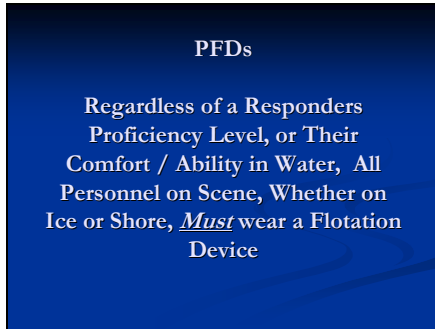 PFDs
Regardless of a Responders
Proficiency Level, or Their
Comfort / Ability in Water, All
Personnel on Scene, Whether on
Ice or Shore, Must wear a Flotation
Device